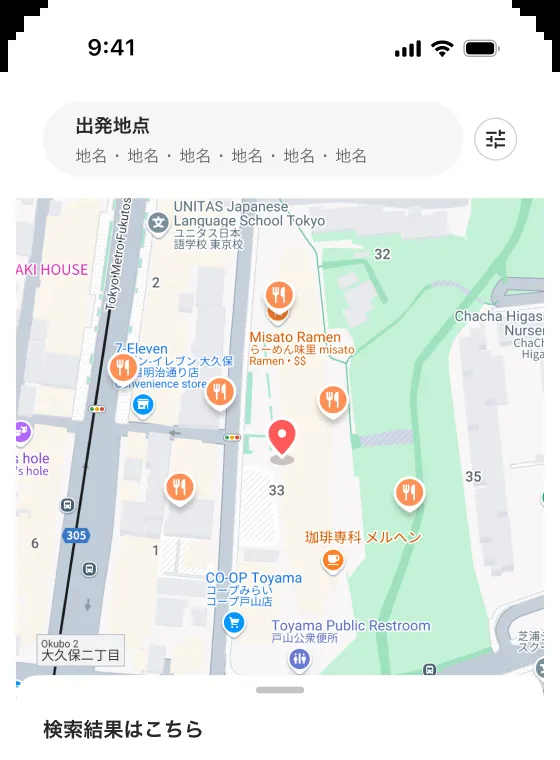 9:41
出発地点
地名・地名・地名・地名・地名・地名
Tokyo Metro Fukutos
UNITAS Japanese
Language School Tokyo
ユニタス日本
語学校 東京校
32
AKI HOUSE
2
Chacha Higas
Nurser
ChaCh
Higa
Misato Ramen
らーめん味里 misato
Ramen・$$
7-Eleven
ン-イレブン 大久保
目明治通り店
Convenience store
s hole
's hole
33
35
305
6
1
珈琲専科 メルヘン
CO-OP Toyama
コープみらい
コープ戸山店
Toyama Public Restroom
戸山公衆便所
芝浦
スク
Okubo 2
大久保二丁目
検索結果はこちら